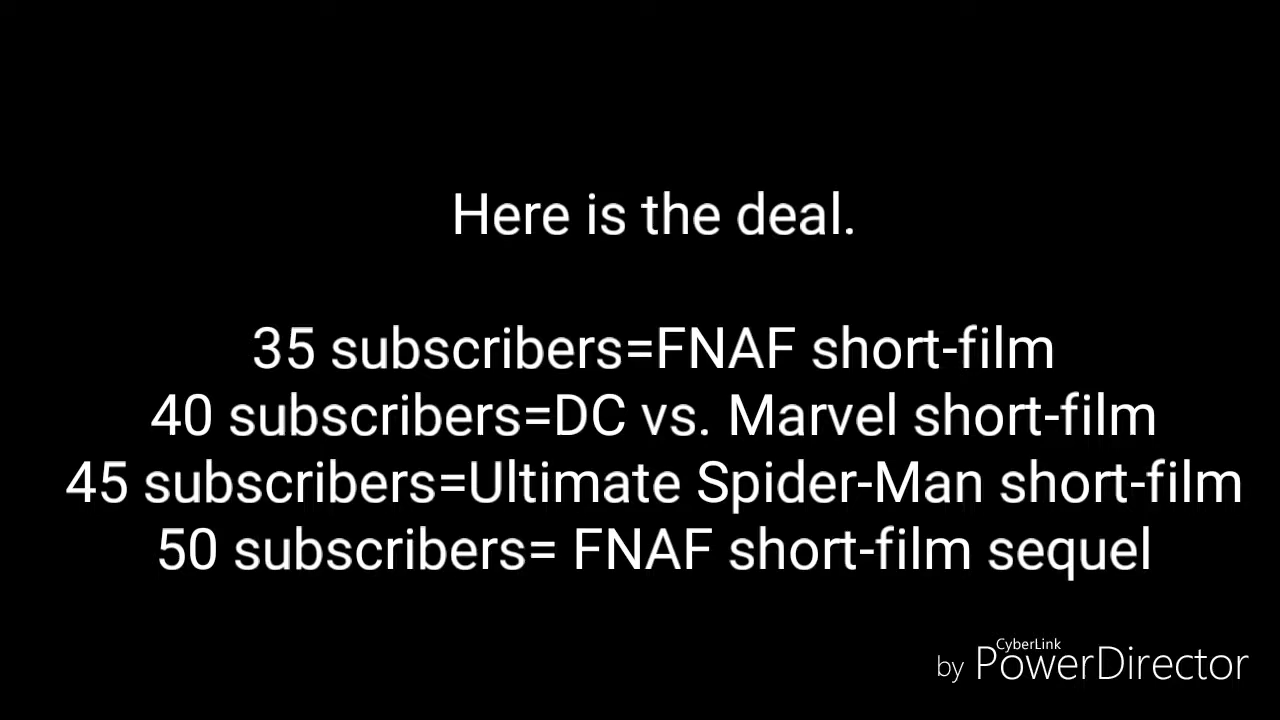 Here is the deal.
35 subscribers=FNAF short-film
40 subscribers=DC vs. Marvel short-film
45 subscribers=Ultimate Spider-Man short-film
50 subscribers= FNAF short-film sequel
CyberLink
by PowerDirector